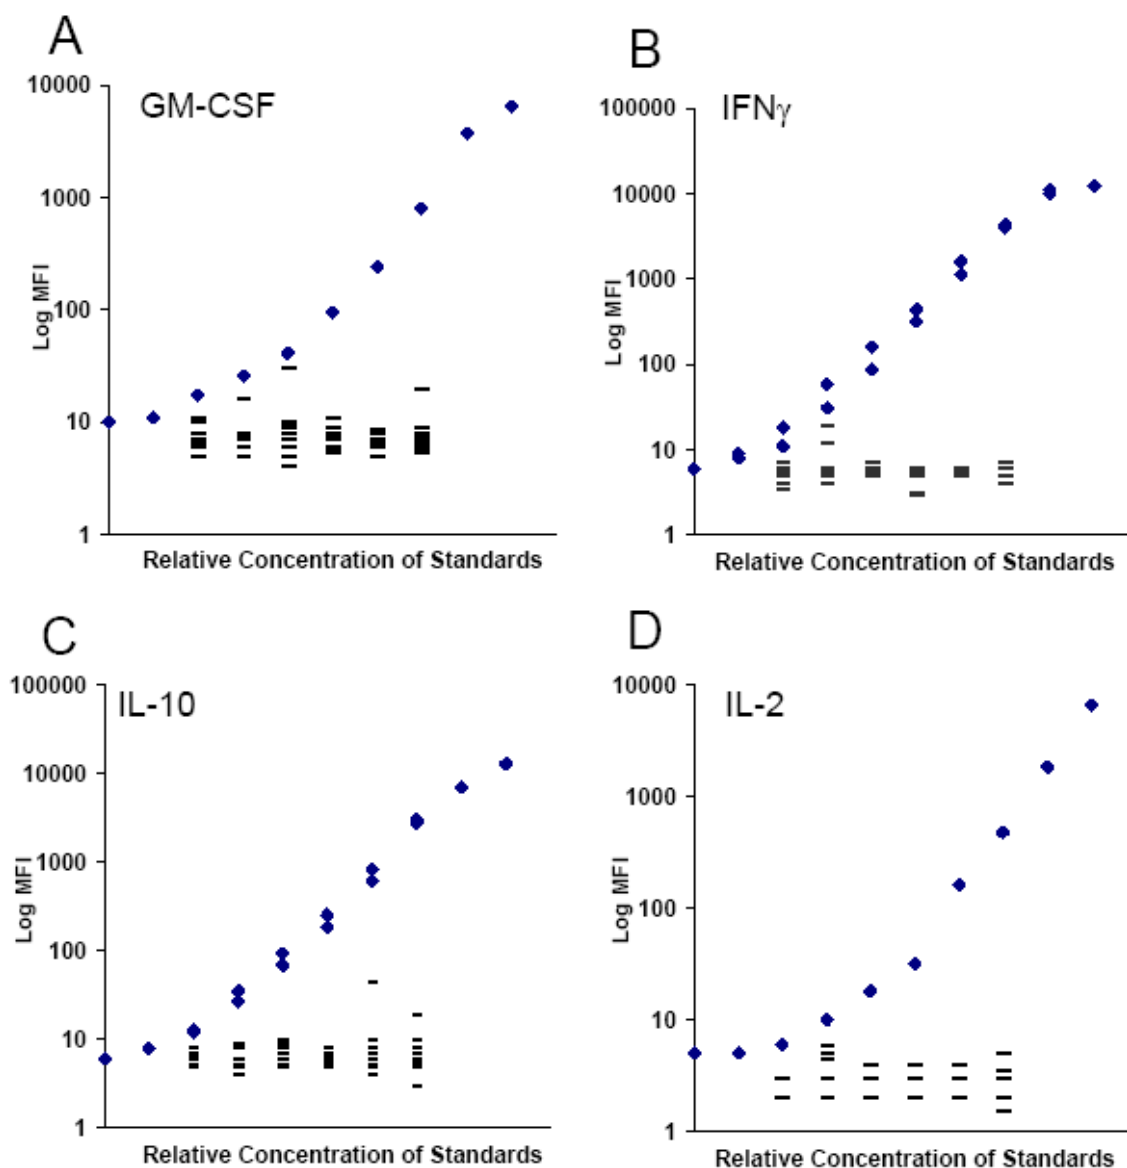 A
GM-CSF
10000
1000
100
10
1
Log MFI
Relative Concentration of Standards
B
IFNγ
100000
10000
1000
100
10
1
Log MFI
Relative Concentration of Standards
C
IL-10
100000
10000
1000
100
10
1
Log MFI
Relative Concentration of Standards
D
IL-2
10000
1000
100
10
1
Log MFI
Relative Concentration of Standards